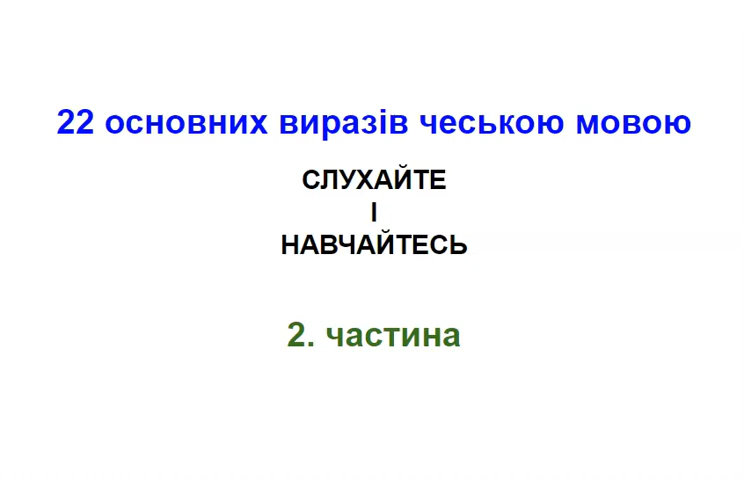 22 основних виразів чеською мовою
СЛУХАЙТЕ
І
НАВЧАЙТЕСЬ
2. частина